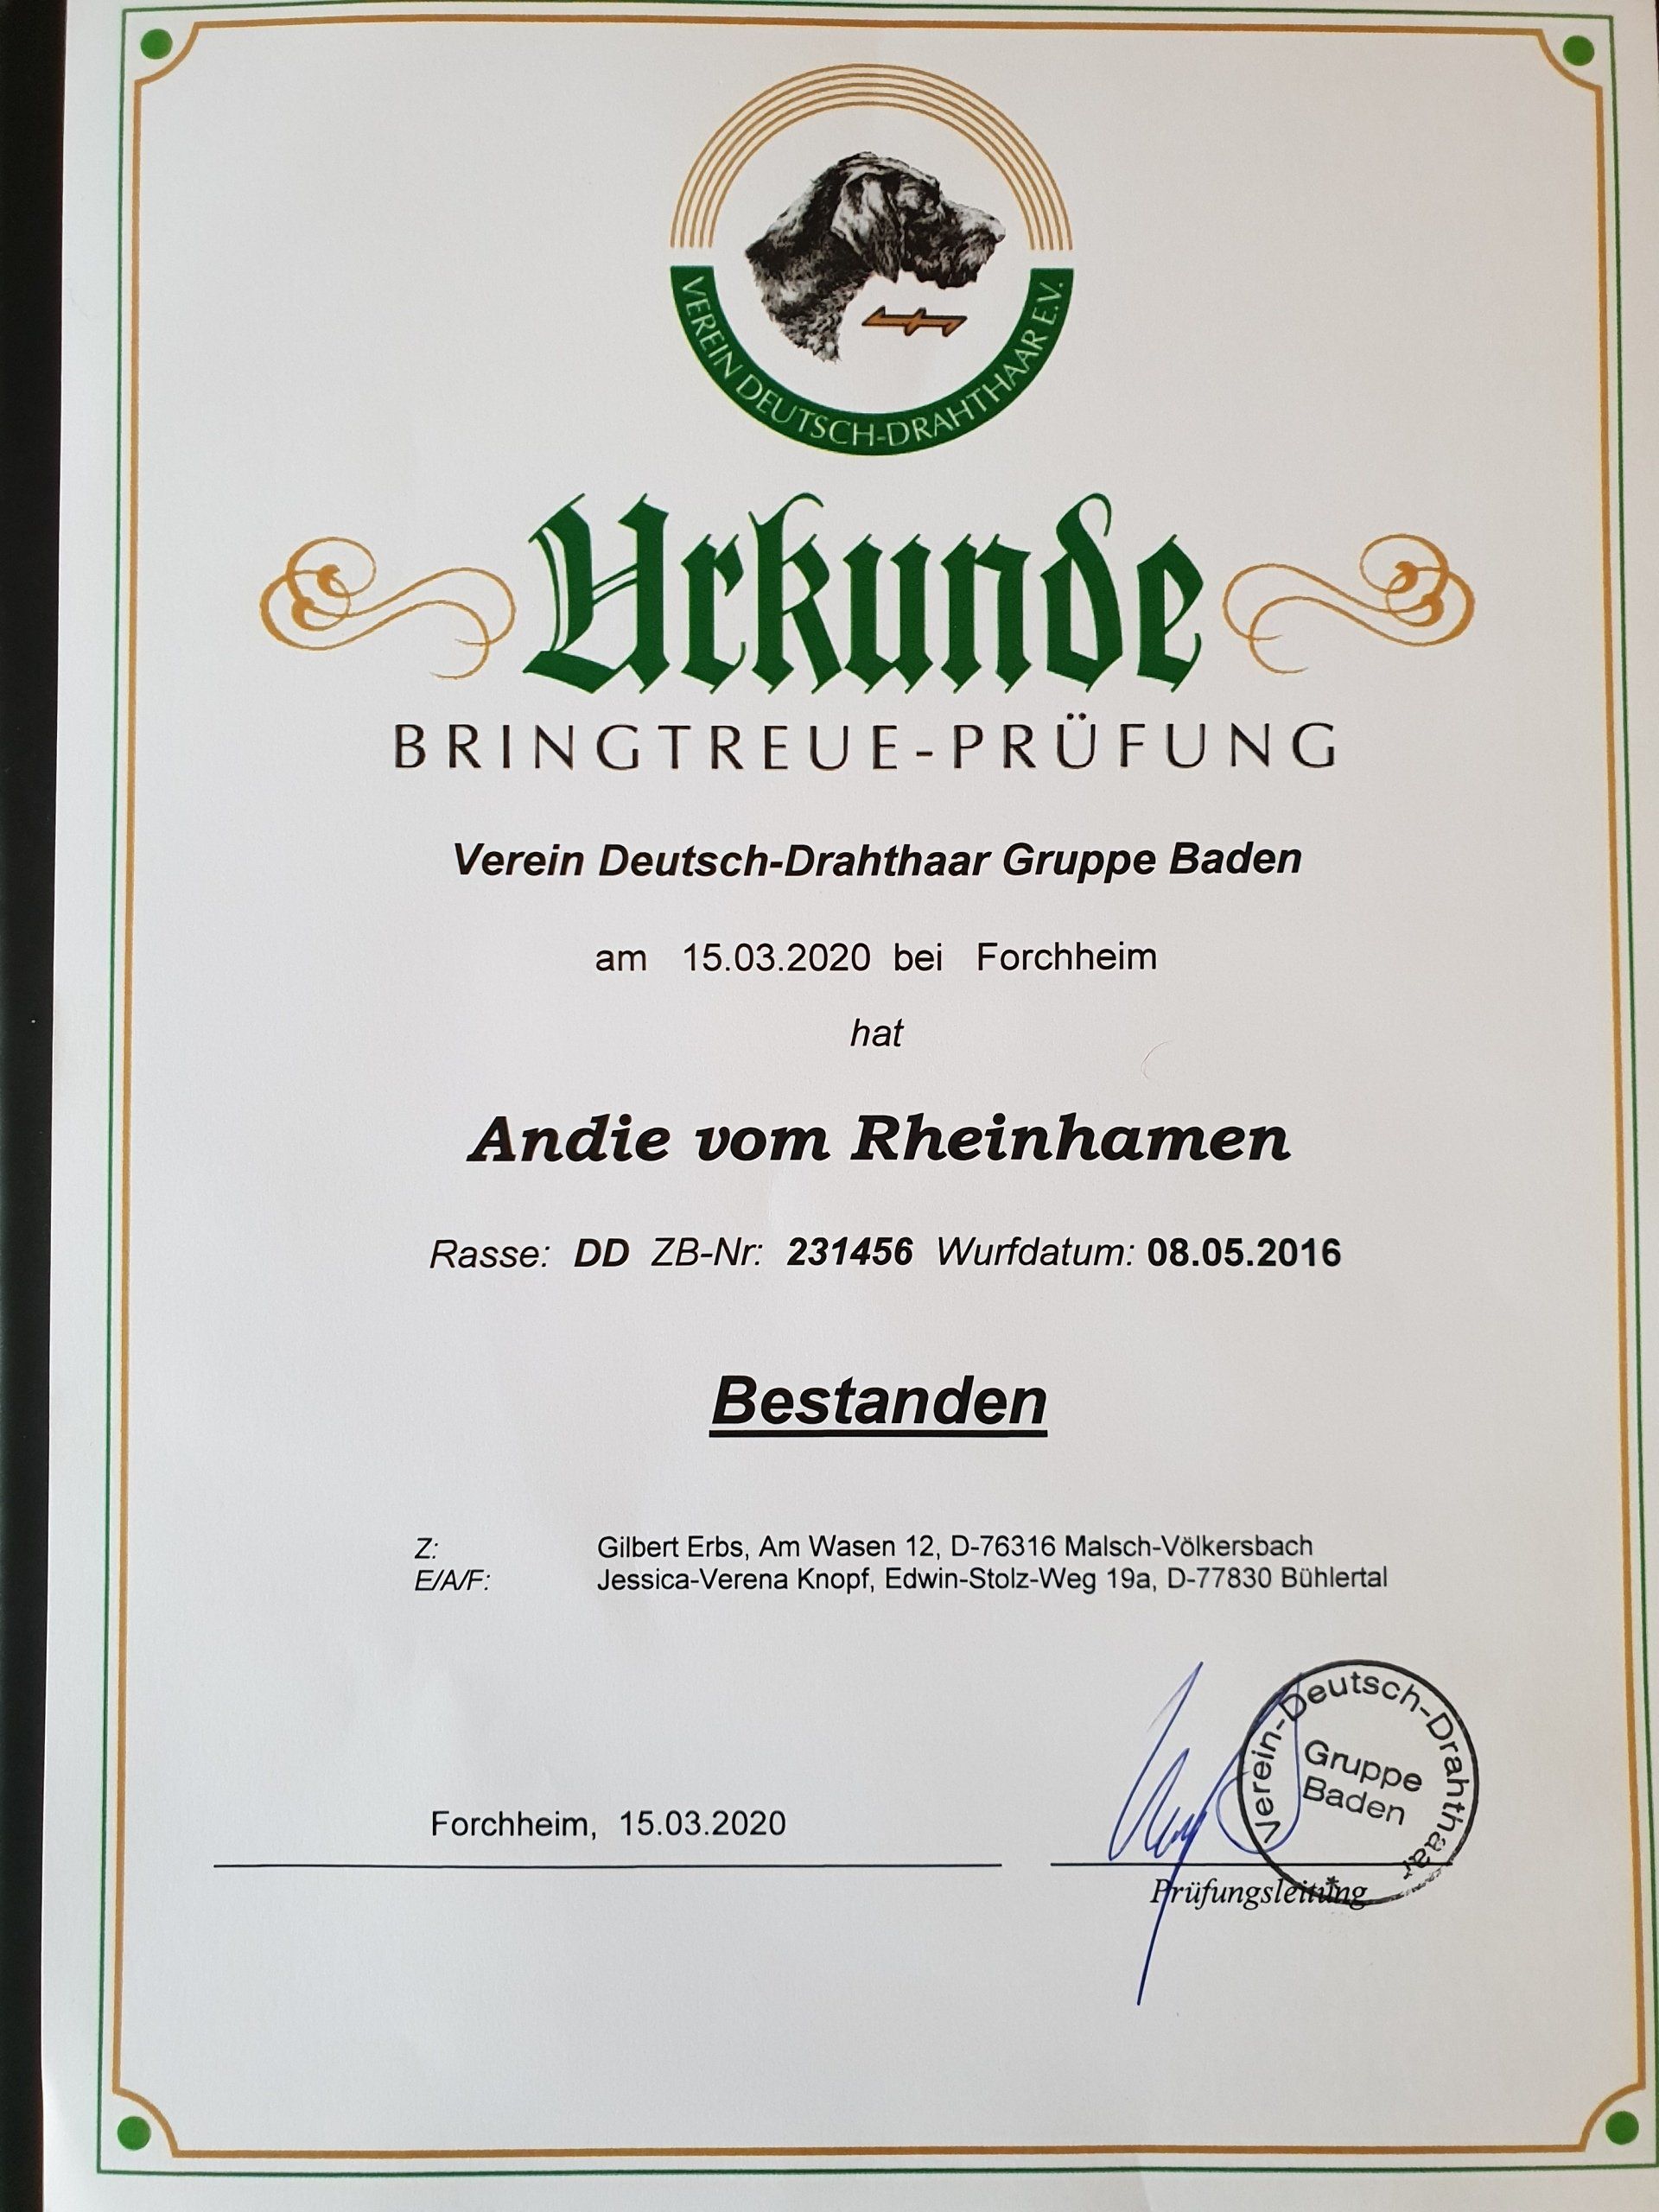 VEREIN DEUTSCH-DRAHTHAAR E.V.
Urkunde
BRINGTREUE-PRÜFUNG
Verein Deutsch-Drahthaar Gruppe Baden
am 15.03.2020 bei Forchheim
hat
Andie vom Rheinhamen
Rasse: DD ZB-Nr: 231456 Wurfdatum: 08.05.2016
Bestanden
Z: Gilbert Erbs, Am Wasen 12, D-76316 Malsch-Völkersbach
E/A/F: Jessica-Verena Knopf, Edwin-Stolz-Weg 19a, D-77830 Bühlertal
Verein-Deutsch-Drahthaar
Gruppe
Baden
*
Forchheim, 15.03.2020
Prüfungsleitung